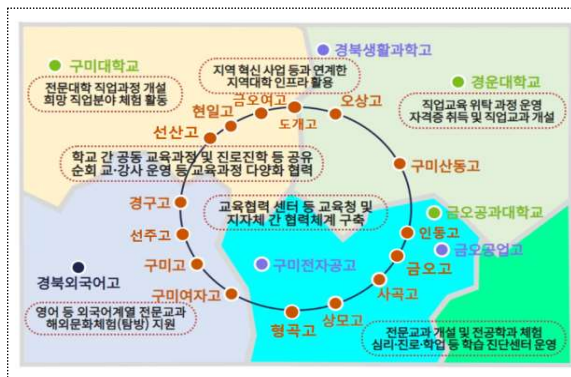 구미대학교
전문대학 직업과정 개설
희망 직업분야 체험 활동
경북생활과학고
지역 혁신 사업 등과 연계한
지역대학 인프라 활용
경운대학교
직업교육 위탁 과정 운영
자격증 취득 및 직업교과 개설
금오여고
현일고
선산고
도개고
오상고
구미산동고
학교 간 공동 교육과정 및 진로진학 등 공유
순회 교·강사 운영 등 교육과정 다양화 협력
경구고
교육협력 센터 등 교육청 및
지자체 간 협력체계 구축
금오공과대학교
선주고
인동고
금오공업고
경북외국어고
구미고
구미전자공고
금오고
구미여자고
사곡고
영어 등 외국어계열 전문교과
해외문화체험(탐방) 지원
형곡고
상모고
전문교과 개설 및 전공학과 체험
심리·진로·학업 등 학습 진단센터 운영